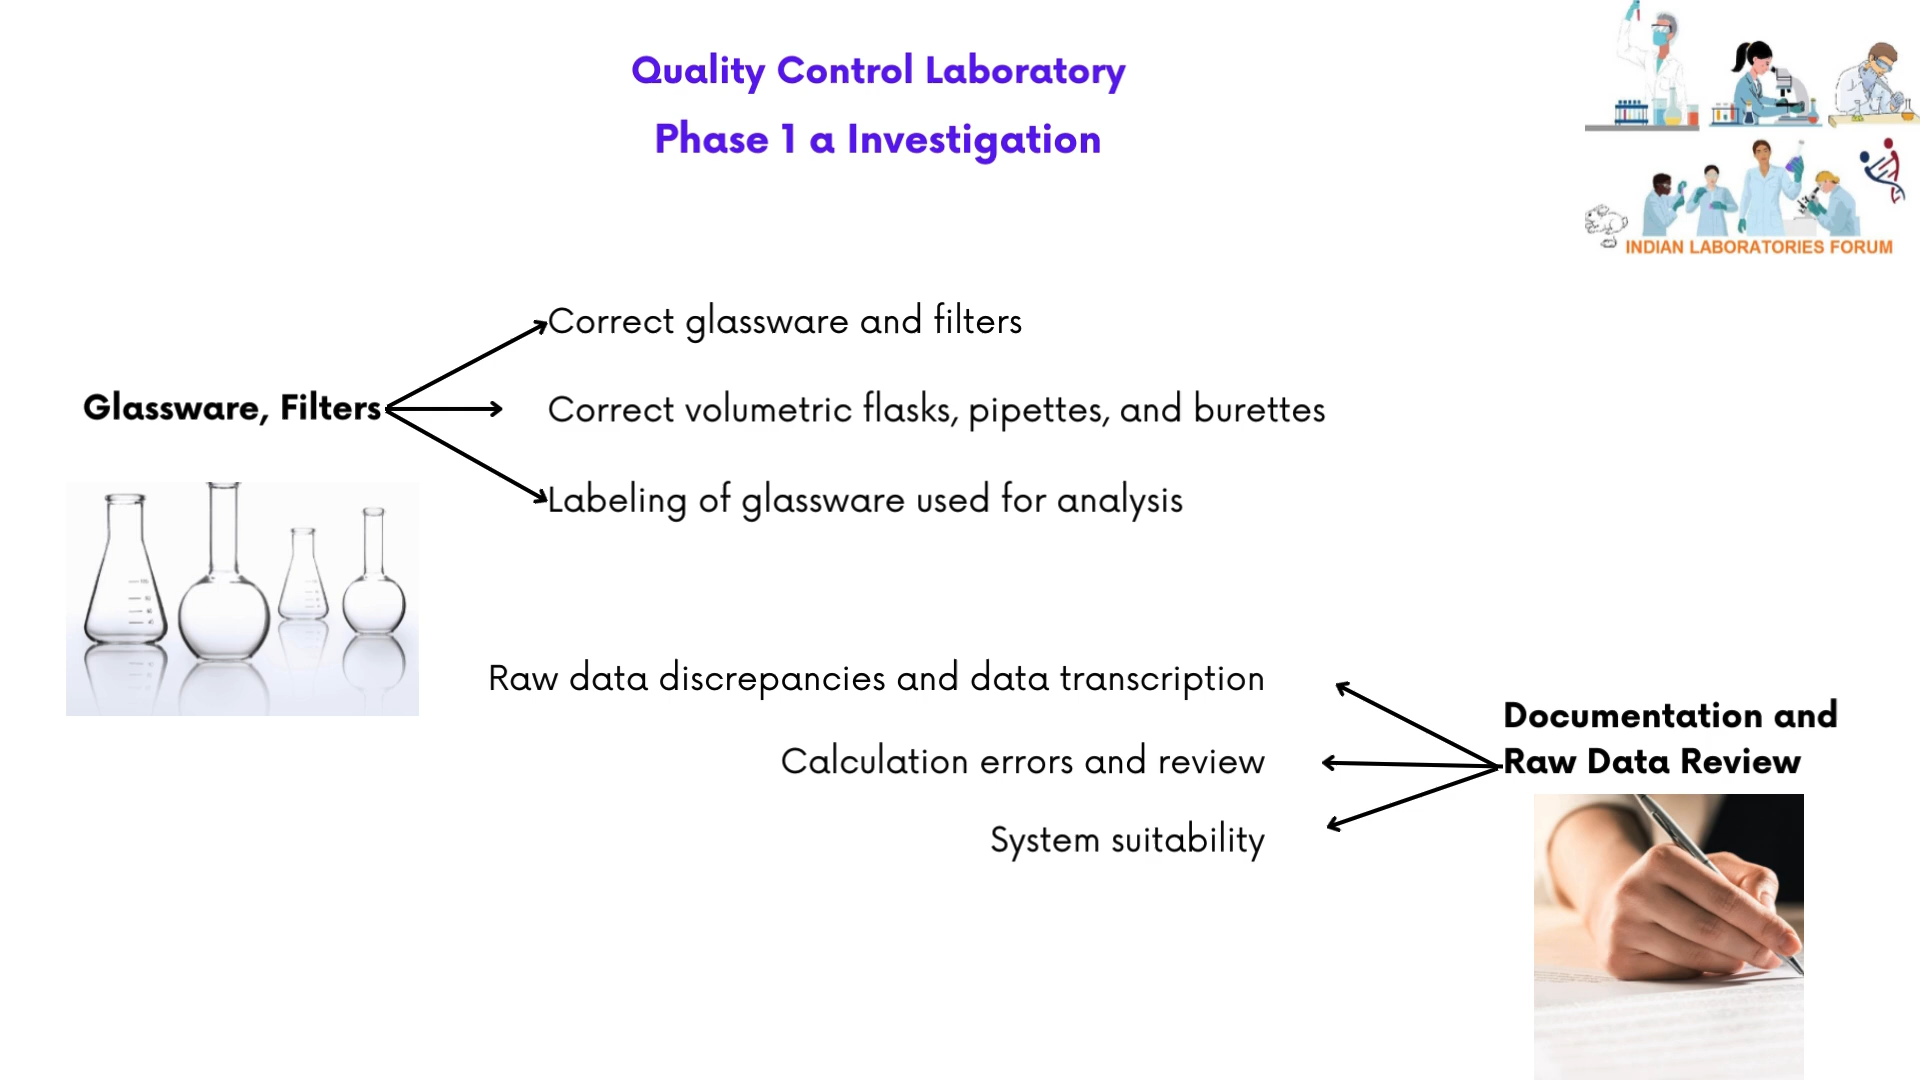 Quality Control Laboratory
Phase 1 a Investigation
INDIAN LABORATORIES FORUM
Correct glassware and filters
Glassware, Filters
Correct volumetric flasks, pipettes, and burettes
Labeling of glassware used for analysis
Raw data discrepancies and data transcription
Documentation and
Raw Data Review
Calculation errors and review
System suitability